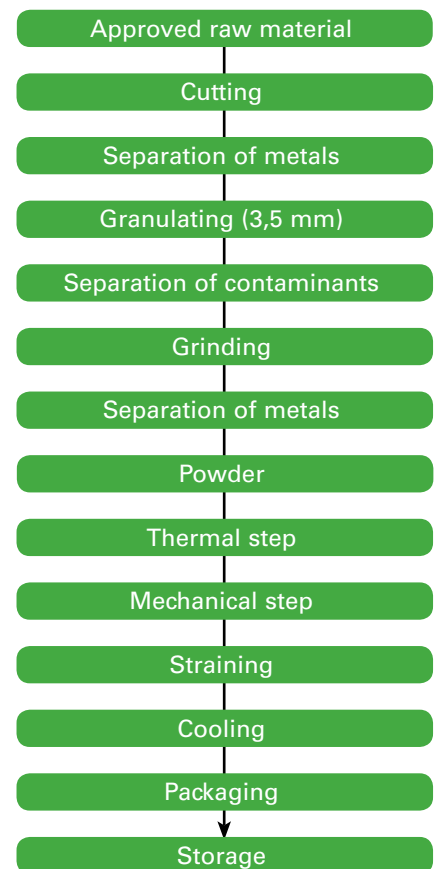 Approved raw material
Cutting
Separation of metals
Granulating (3,5 mm)
Separation of contaminants
Grinding
Separation of metals
Powder
Thermal step
Mechanical step
Straining
Cooling
Packaging
Storage